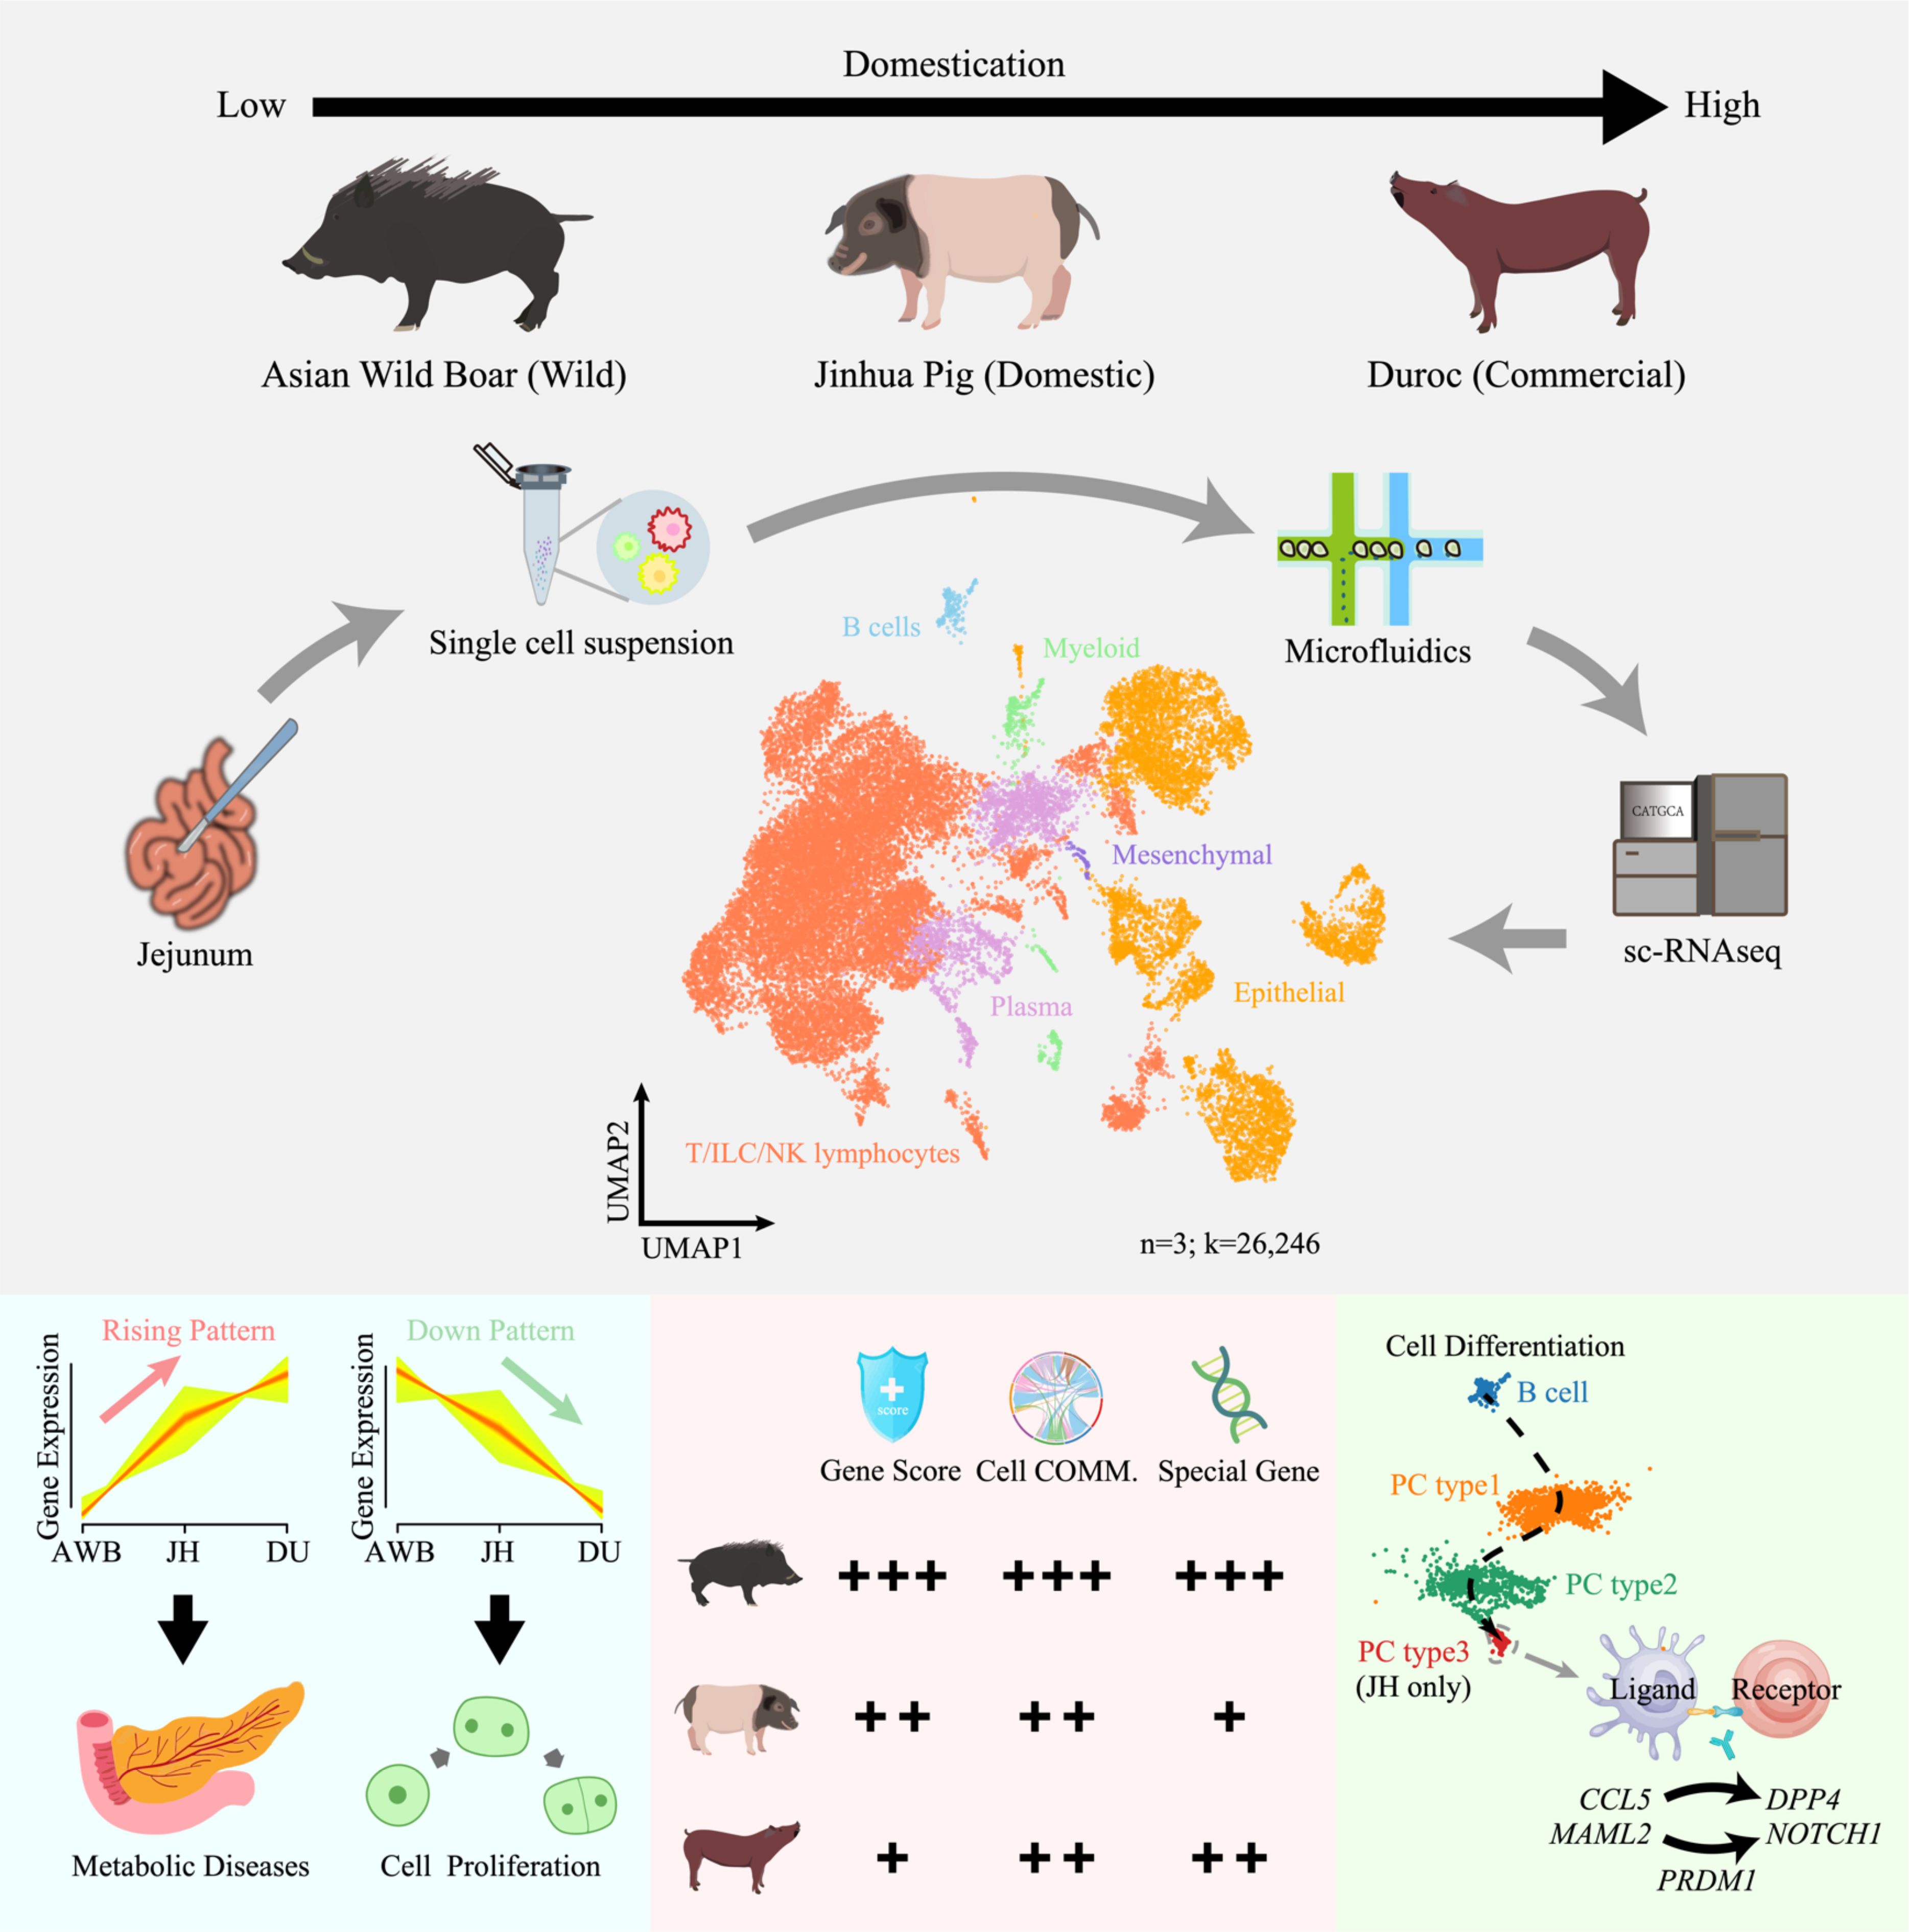 Domestication
Low
High
Asian Wild Boar (Wild)
Jinhua Pig (Domestic)
Duroc (Commercial)
Single cell suspension
Microfluidics
B cells
Myeloid
CATGCA
Mesenchymal
Jejunum
sc-RNAseq
Epithelial
Plasma
T/ILC/NK lymphocytes
UMAP2
UMAP1
n=3; k=26,246
Rising Pattern
Gene Expression
AWB JH DU
Metabolic Diseases
Down Pattern
Gene Expression
AWB JH DU
Cell Proliferation
score
Gene Score Cell COMM. Special Gene
+++ +++ +++
++ ++ +
+ ++ ++
Cell Differentiation
B cell
PC type1
PC type2
PC type3
(JH only)
Ligand Receptor
CCL5 DPP4
MAML2 NOTCH1
PRDM1